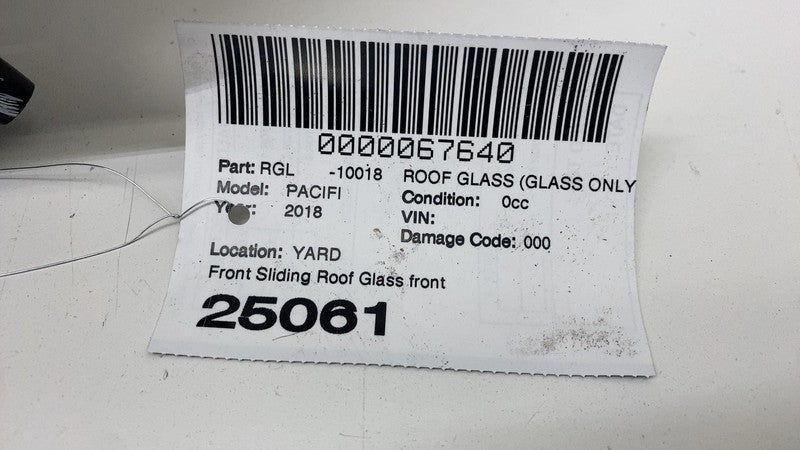 0000067640
Part: RGL -10018 ROOF GLASS (GLASS ONLY
Model: PACIFI Condition: 0cc
Year: 2018 VIN:
Damage Code: 000
Location: YARD
Front Sliding Roof Glass front
25061